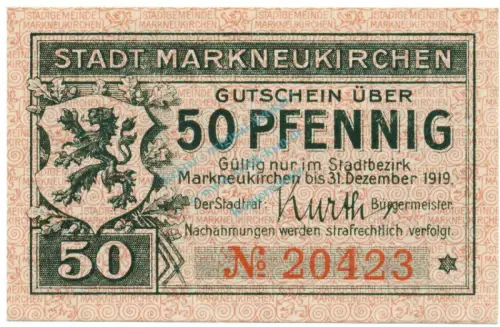 STADT MARKNEUKIRCHEN
GUTSCHEIN ÜBER
50 PFENNIG
Gültig nur im Stadtbezirk
Markneukirchen bis 31. Dezember 1919.
Der Stadtrat: Kurth Bürgermeister.
Nachahmungen werden strafrechtlich verfolgt.
50
№ 20423